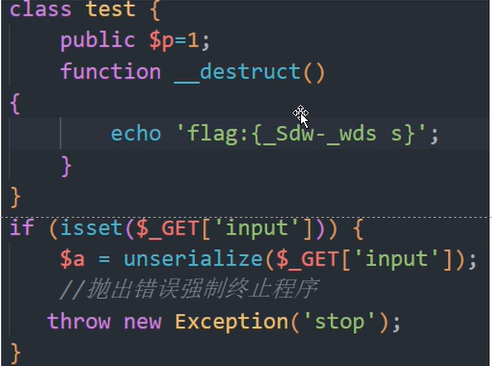 class test {
public $p=1;
function __destruct()
{
echo 'flag:{_Sdw-_wds s}';
}
}
if (isset($_GET['input'])) {
$a = unserialize($_GET['input']);
//抛出错误强制终止程序
throw new Exception('stop');
}